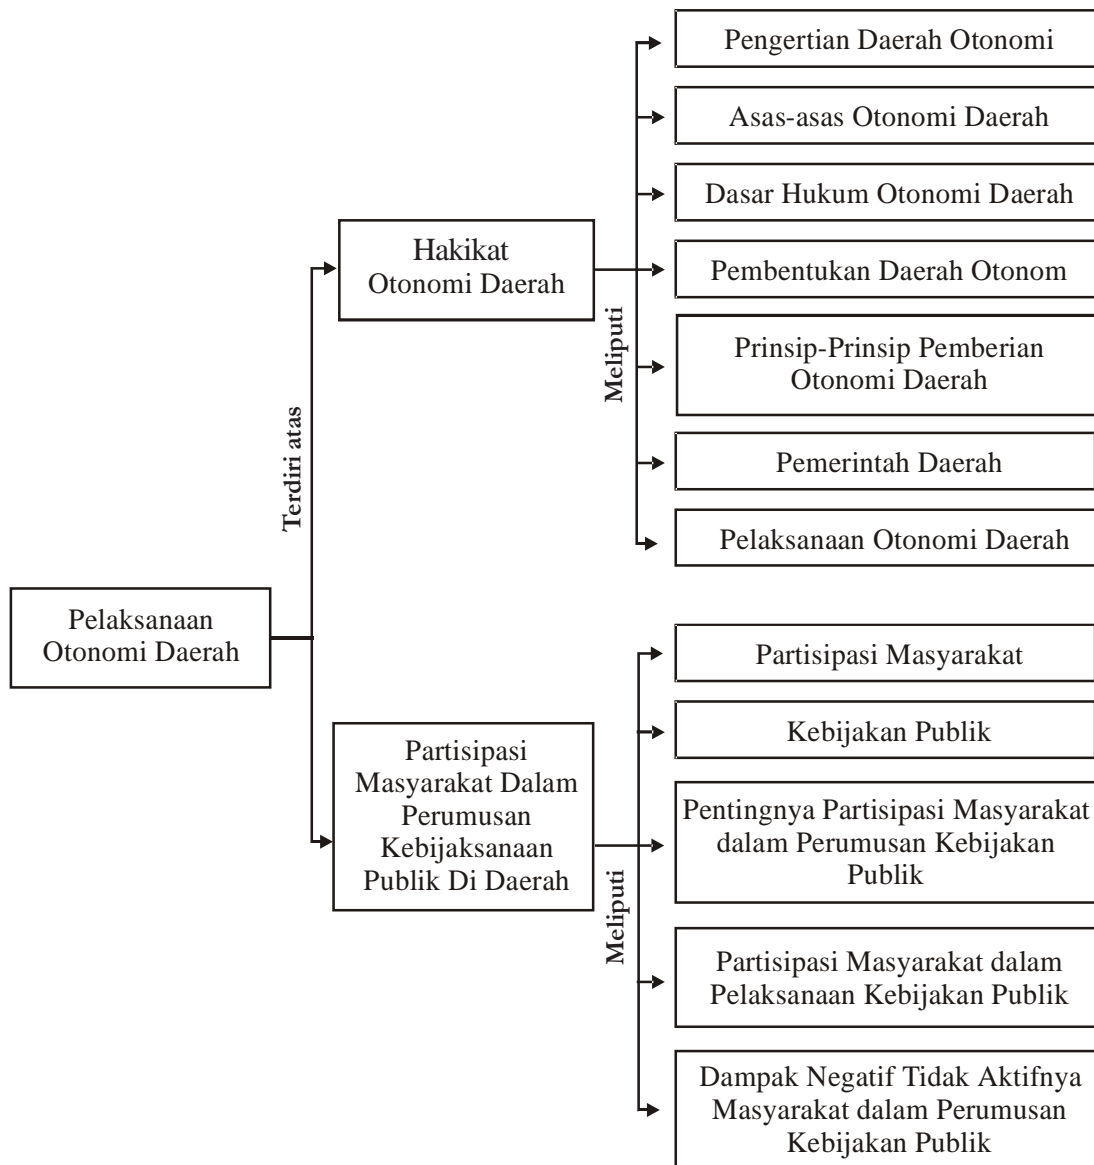 Pelaksanaan
Otonomi Daerah
Terdiri atas
Hakikat
Otonomi Daerah
Meliputi
Pengertian Daerah Otonomi
Asas-asas Otonomi Daerah
Dasar Hukum Otonomi Daerah
Pembentukan Daerah Otonom
Prinsip-Prinsip Pemberian
Otonomi Daerah
Pemerintah Daerah
Pelaksanaan Otonomi Daerah
Partisipasi
Masyarakat Dalam
Perumusan
Kebijaksanaan
Publik Di Daerah
Meliputi
Partisipasi Masyarakat
Kebijakan Publik
Pentingnya Partisipasi Masyarakat
dalam Perumusan Kebijakan
Publik
Partisipasi Masyarakat dalam
Pelaksanaan Kebijakan Publik
Dampak Negatif Tidak Aktifnya
Masyarakat dalam Perumusan
Kebijakan Publik